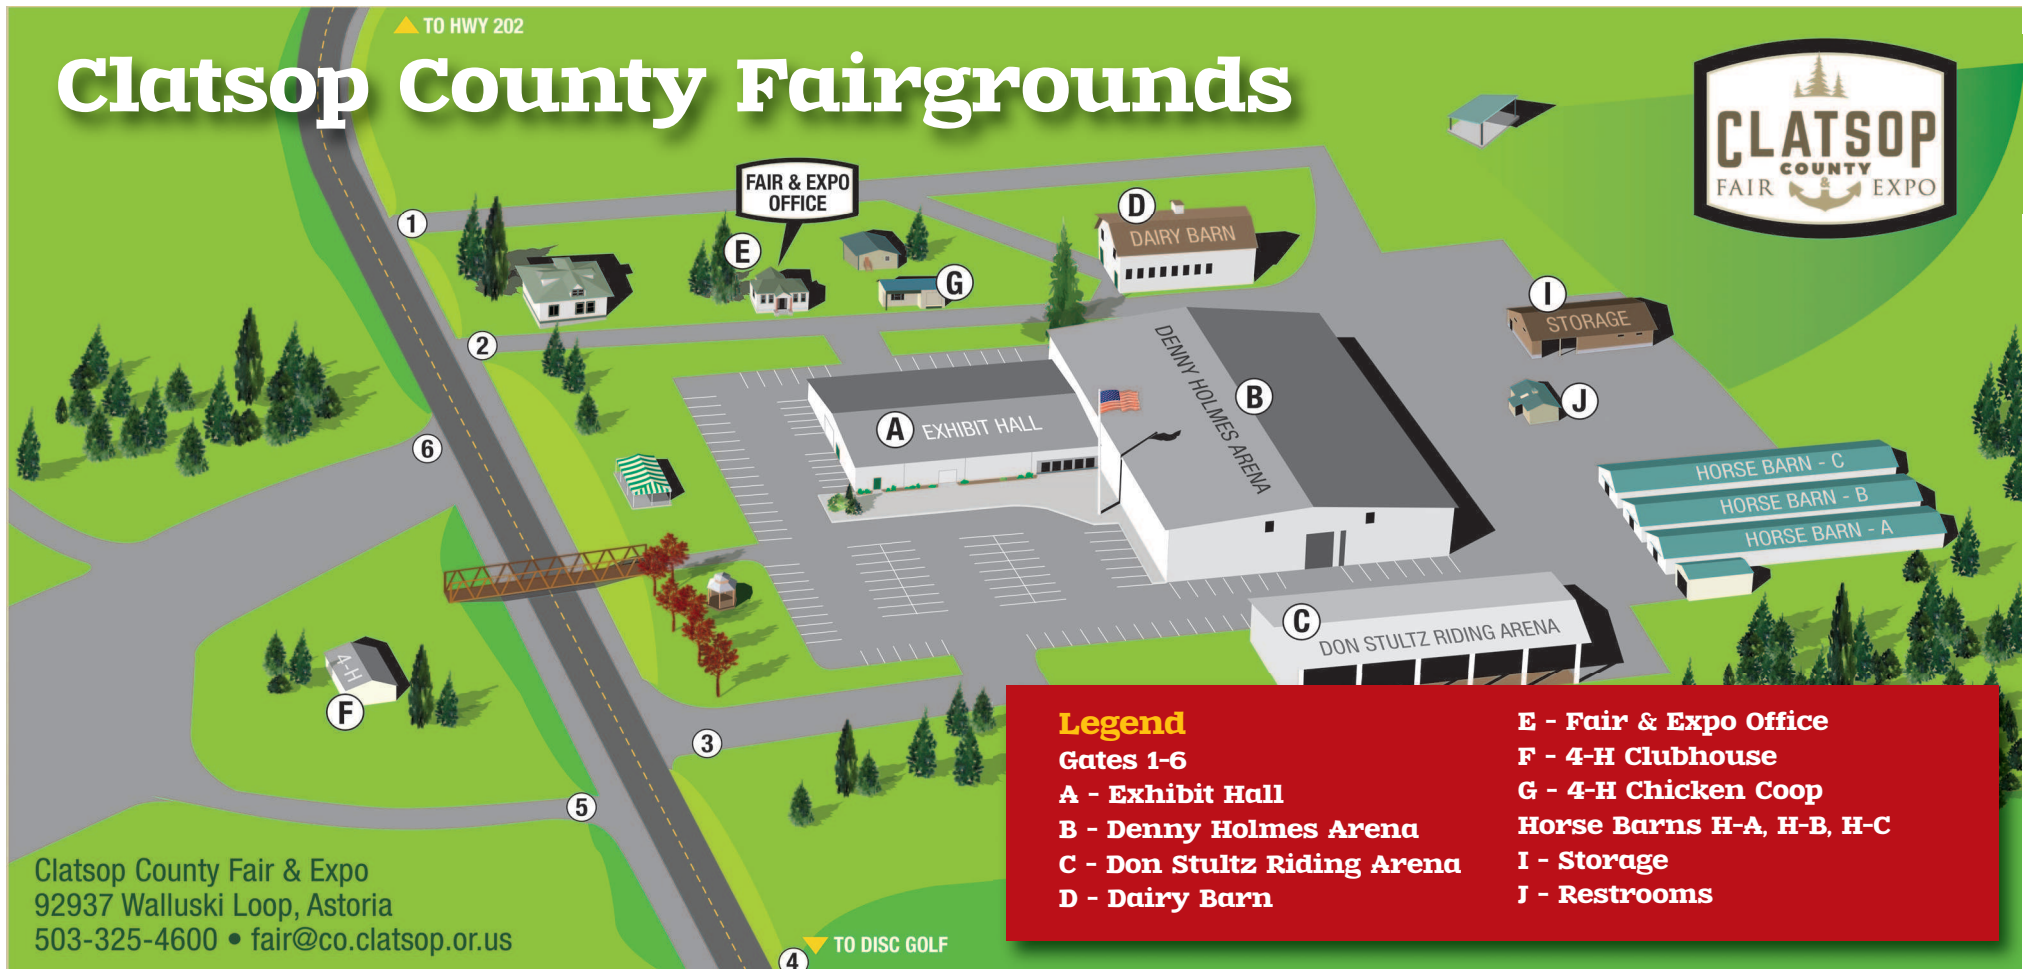 TO HWY 202
Clatsop County Fairgrounds
CLATSOP
COUNTY
FAIR & EXPO
FAIR & EXPO
OFFICE
1
D
DAIRY BARN
E
G
I
STORAGE
2
DENNY HOLMES ARENA
B
J
A EXHIBIT HALL
6
HORSE BARN - C
HORSE BARN - B
HORSE BARN - A
C
DON STULTZ RIDING ARENA
4-H
F
3
5
4
TO DISC GOLF
Legend
Gates 1-6
A - Exhibit Hall
B - Denny Holmes Arena
C - Don Stultz Riding Arena
D - Dairy Barn
E - Fair & Expo Office
F - 4-H Clubhouse
G - 4-H Chicken Coop
Horse Barns H-A, H-B, H-C
I - Storage
J - Restrooms
Clatsop County Fair & Expo
92937 Walluski Loop, Astoria
503-325-4600 • fair@co.clatsop.or.us